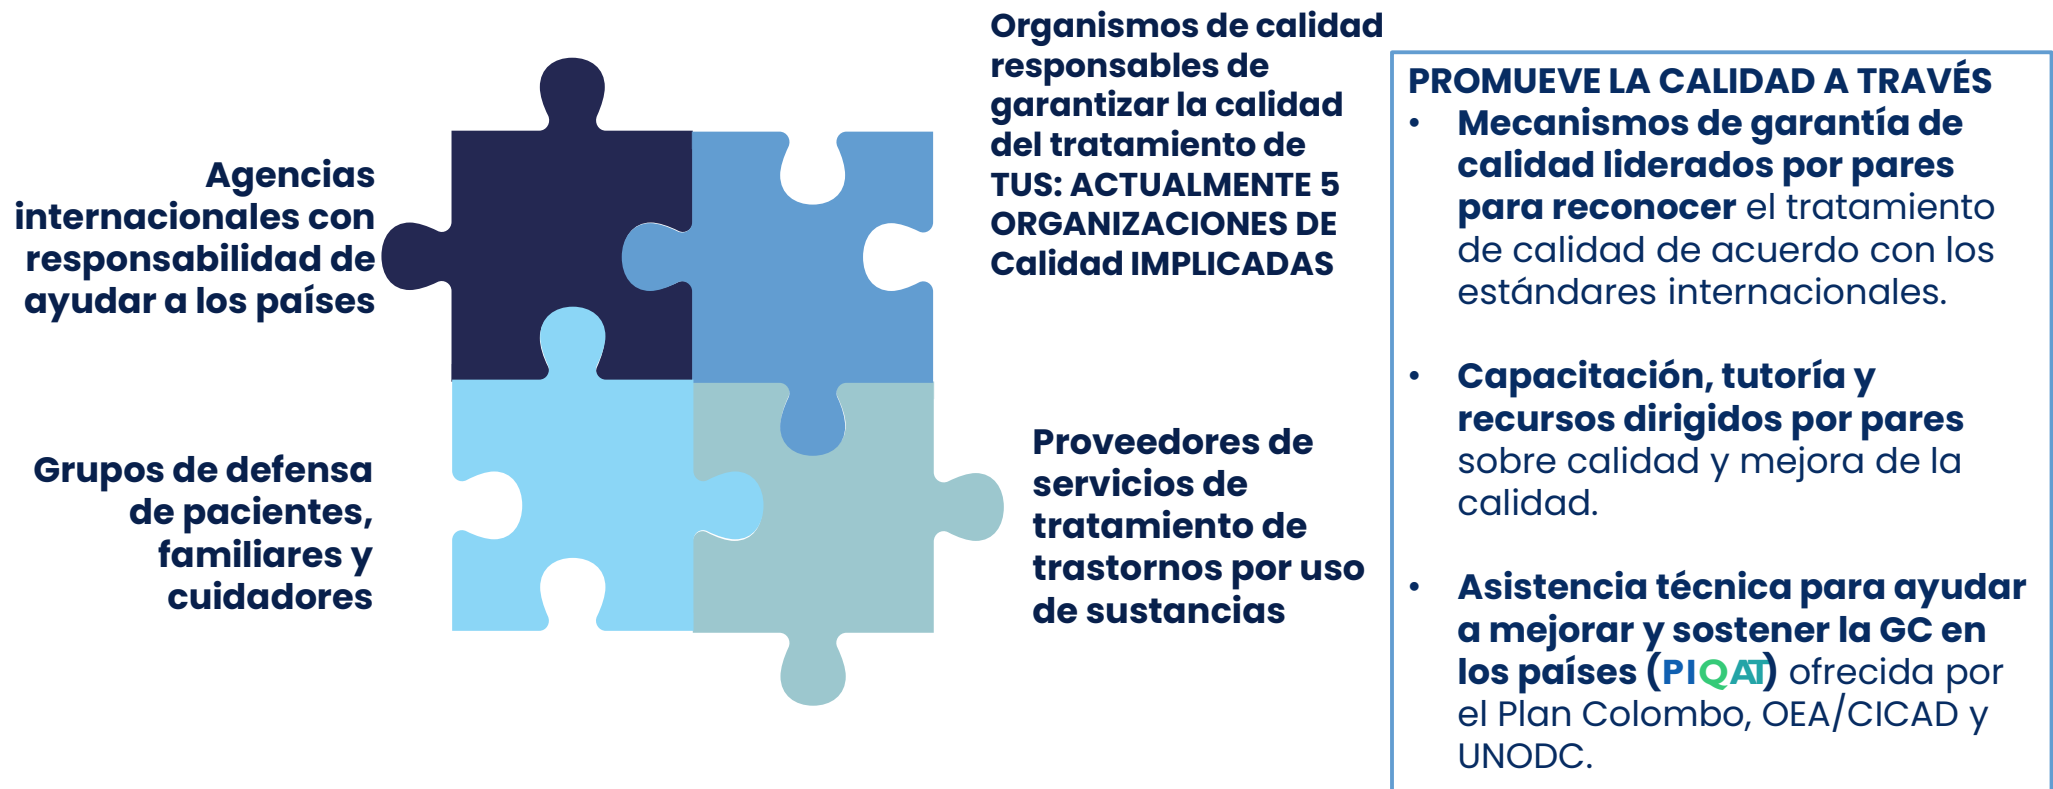 Agencias
internacionales con
responsabilidad de
ayudar a los países
Grupos de defensa
de pacientes,
familiares y
cuidadores
Organismos de calidad
responsables de
garantizar la calidad
del tratamiento de
TUS: ACTUALMENTE 5
ORGANIZACIONES DE
Calidad IMPLICADAS
Proveedores de
servicios de
tratamiento de
trastornos por uso
de sustancias
PROMUEVE LA CALIDAD A TRAVÉS
• Mecanismos de garantía de
calidad liderados por pares
para reconocer el tratamiento
de calidad de acuerdo con los
estándares internacionales.
• Capacitación, tutoría y
recursos dirigidos por pares
sobre calidad y mejora de la
calidad.
• Asistencia técnica para ayudar
a mejorar y sostener la GC en
los países (PIQAT) ofrecida por
el Plan Colombo, OEA/CICAD y
UNODC.